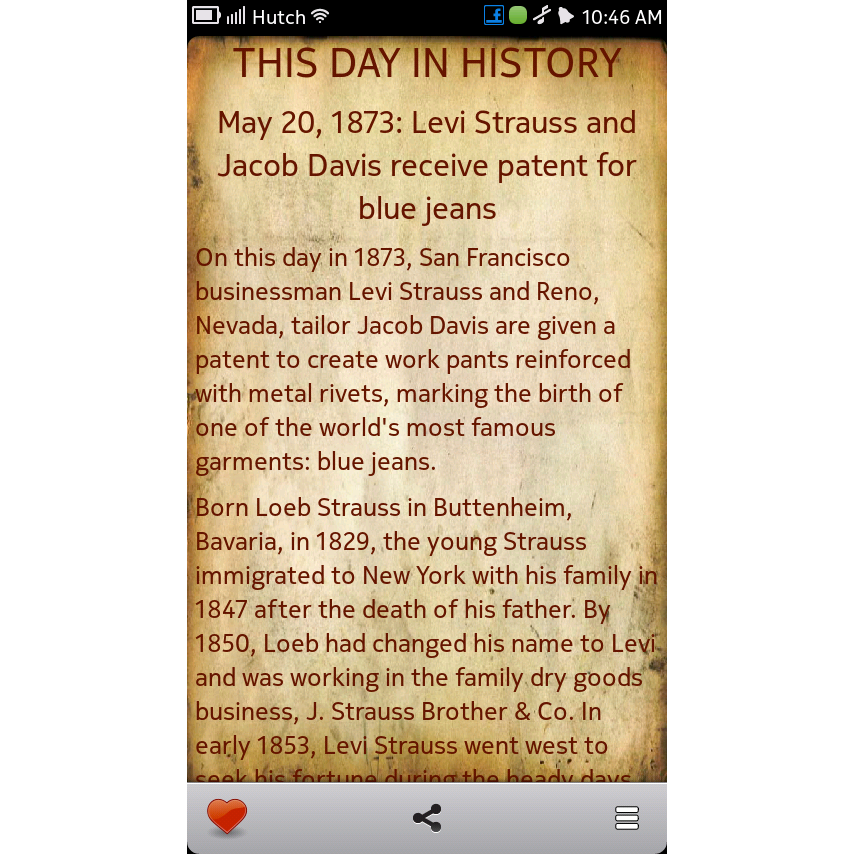 Hutch
10:46 AM
THIS DAY IN HISTORY
May 20, 1873: Levi Strauss and
Jacob Davis receive patent for
blue jeans
On this day in 1873, San Francisco
businessman Levi Strauss and Reno,
Nevada, tailor Jacob Davis are given a
patent to create work pants reinforced
with metal rivets, marking the birth of
one of the world's most famous
garments: blue jeans.
Born Loeb Strauss in Buttenheim,
Bavaria, in 1829, the young Strauss
immigrated to New York with his family in
1847 after the death of his father. By
1850, Loeb had changed his name to Levi
and was working in the family dry goods
business, J. Strauss Brother & Co. In
early 1853, Levi Strauss went west to
seek his fortune during the heady days